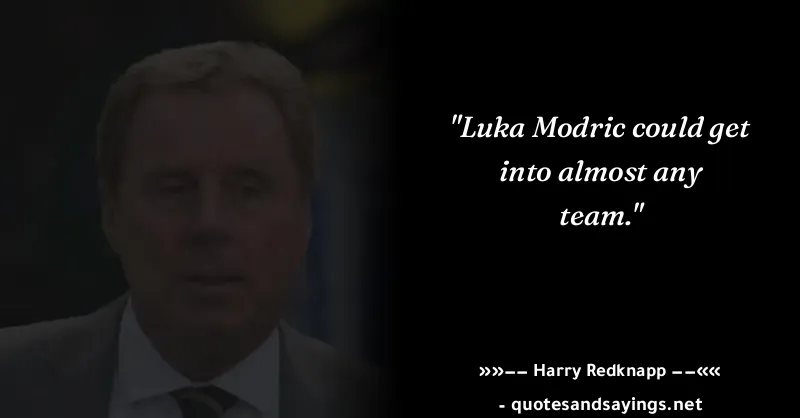 "Luka Modric could get
into almost any
team."
»»−− Harry Redknapp −−««
- quotesandsayings.net